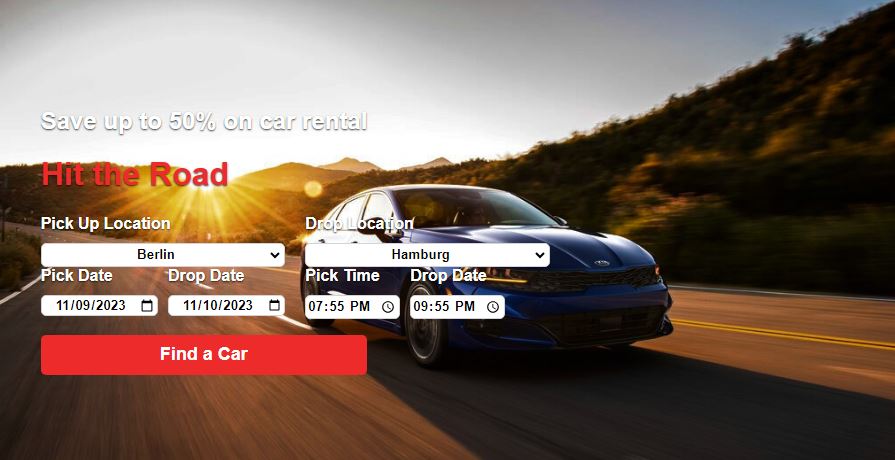 Save up to 50% on car rental
Hit the Road
Pick Up Location Drop Location
Berlin Hamburg
Pick Date Drop Date Pick Time Drop Date
11/09/2023 11/10/2023 07:55 PM 09:55 PM
Find a Car